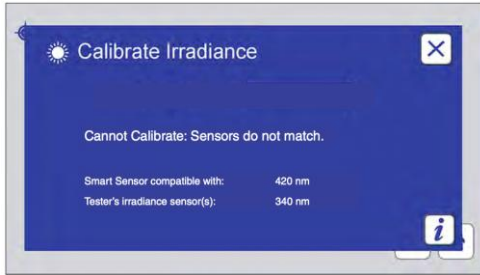 Calibrate Irradiance
Cannot Calibrate: Sensors do not match.
Smart Sensor compatible with: 420 nm
Tester's irradiance sensor(s): 340 nm
i